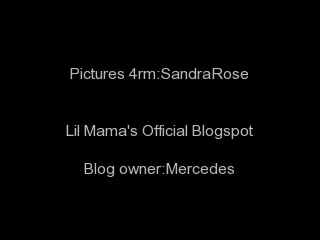 Pictures 4rm:SandraRose
Lil Mama's Official Blogspot
Blog owner:Mercedes